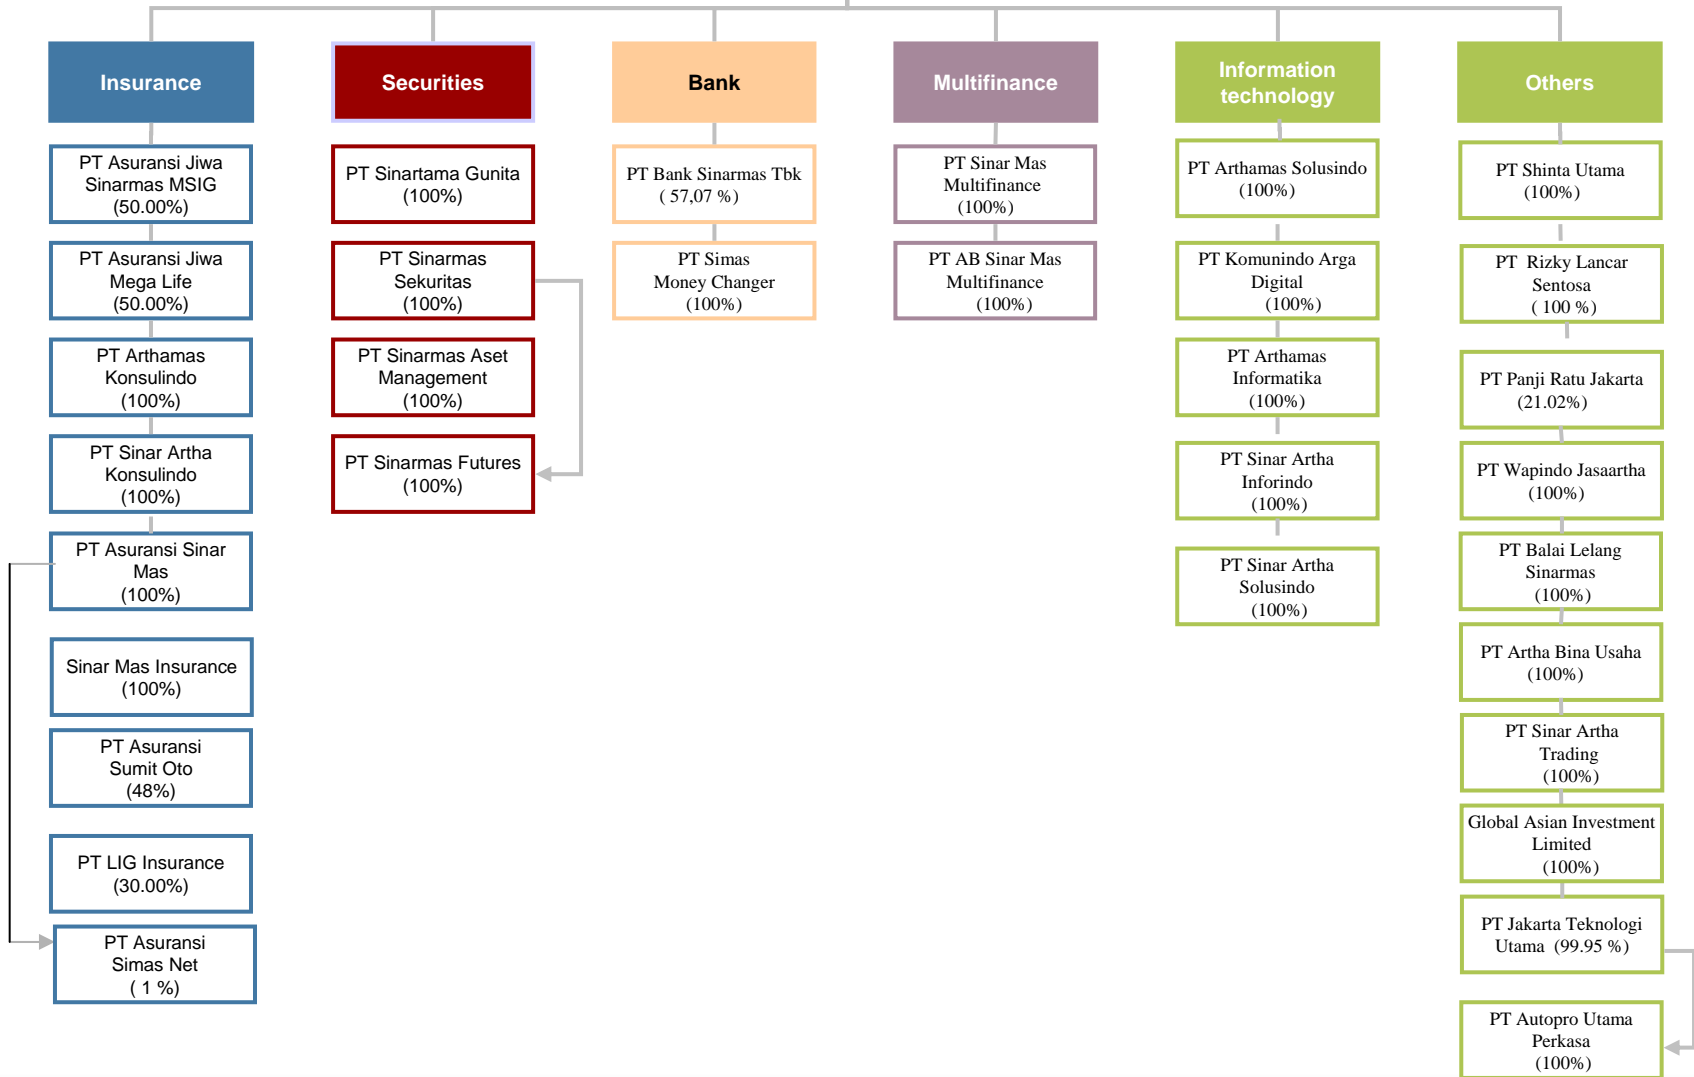 Insurance
PT Asuransi Jiwa
Sinarmas MSIG
(50.00%)
PT Asuransi Jiwa
Mega Life
(50.00%)
PT Arthamas
Konsulindo
(100%)
PT Sinar Artha
Konsulindo
(100%)
PT Asuransi Sinar
Mas
(100%)
Sinar Mas Insurance
(100%)
PT Asuransi
Sumit Oto
(48%)
PT LIG Insurance
(30.00%)
PT Asuransi
Simas Net
( 1 %)
Securities
PT Sinartama Gunita
(100%)
PT Sinarmas
Sekuritas
(100%)
PT Sinarmas Aset
Management
(100%)
PT Sinarmas Futures
(100%)
Bank
PT Bank Sinarmas Tbk
( 57,07 %)
PT Simas
Money Changer
(100%)
Multifinance
PT Sinar Mas
Multifinance
(100%)
PT AB Sinar Mas
Multifinance
(100%)
Information
technology
PT Arthamas Solusindo
(100%)
PT Komunindo Arga
Digital
(100%)
PT Arthamas
Informatika
(100%)
PT Sinar Artha
Inforindo
(100%)
PT Sinar Artha
Solusindo
(100%)
Others
PT Shinta Utama
(100%)
PT  Rizky Lancar
Sentosa
( 100 %)
PT Panji Ratu Jakarta
(21.02%)
PT Wapindo Jasaartha
(100%)
PT Balai Lelang
Sinarmas
(100%)
PT Artha Bina Usaha
(100%)
PT Sinar Artha
Trading
(100%)
Global Asian Investment
Limited
(100%)
PT Jakarta Teknologi
Utama  (99.95 %)
PT Autopro Utama
Perkasa
(100%)